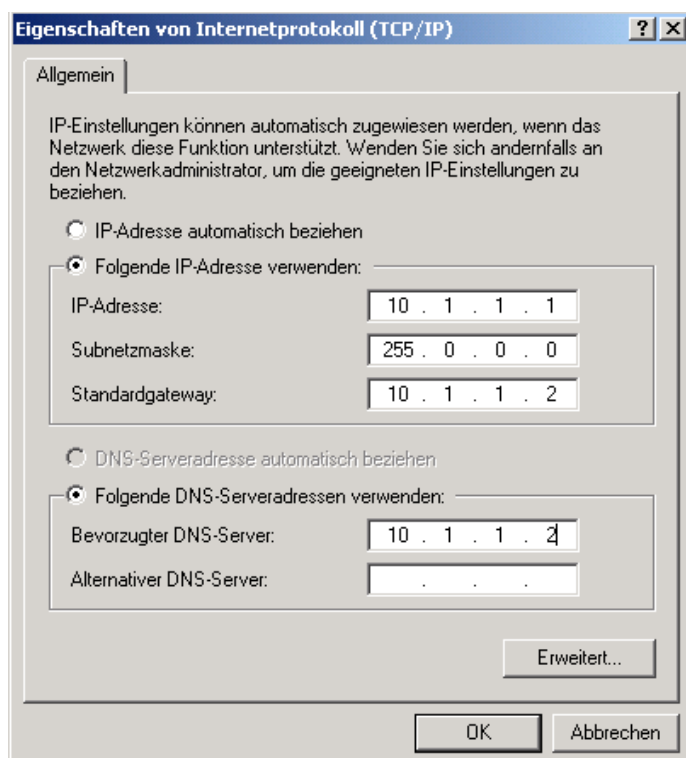 Eigenschaften von Internetprotokoll (TCP/IP)
Allgemein
IP-Einstellungen können automatisch zugewiesen werden, wenn das
Netzwerk diese Funktion unterstützt. Wenden Sie sich andernfalls an
den Netzwerkadministrator, um die geeigneten IP-Einstellungen zu
beziehen.
IP-Adresse automatisch beziehen
Folgende IP-Adresse verwenden:
IP-Adresse: 10 . 1 . 1 . 1
Subnetzmaske: 255 . 0 . 0 . 0
Standardgateway: 10 . 1 . 1 . 2
DNS-Serveradresse automatisch beziehen
Folgende DNS-Serveradressen verwenden:
Bevorzugter DNS-Server: 10 . 1 . 1 . 2
Alternativer DNS-Server: . . .
Erweitert...
OK Abbrechen